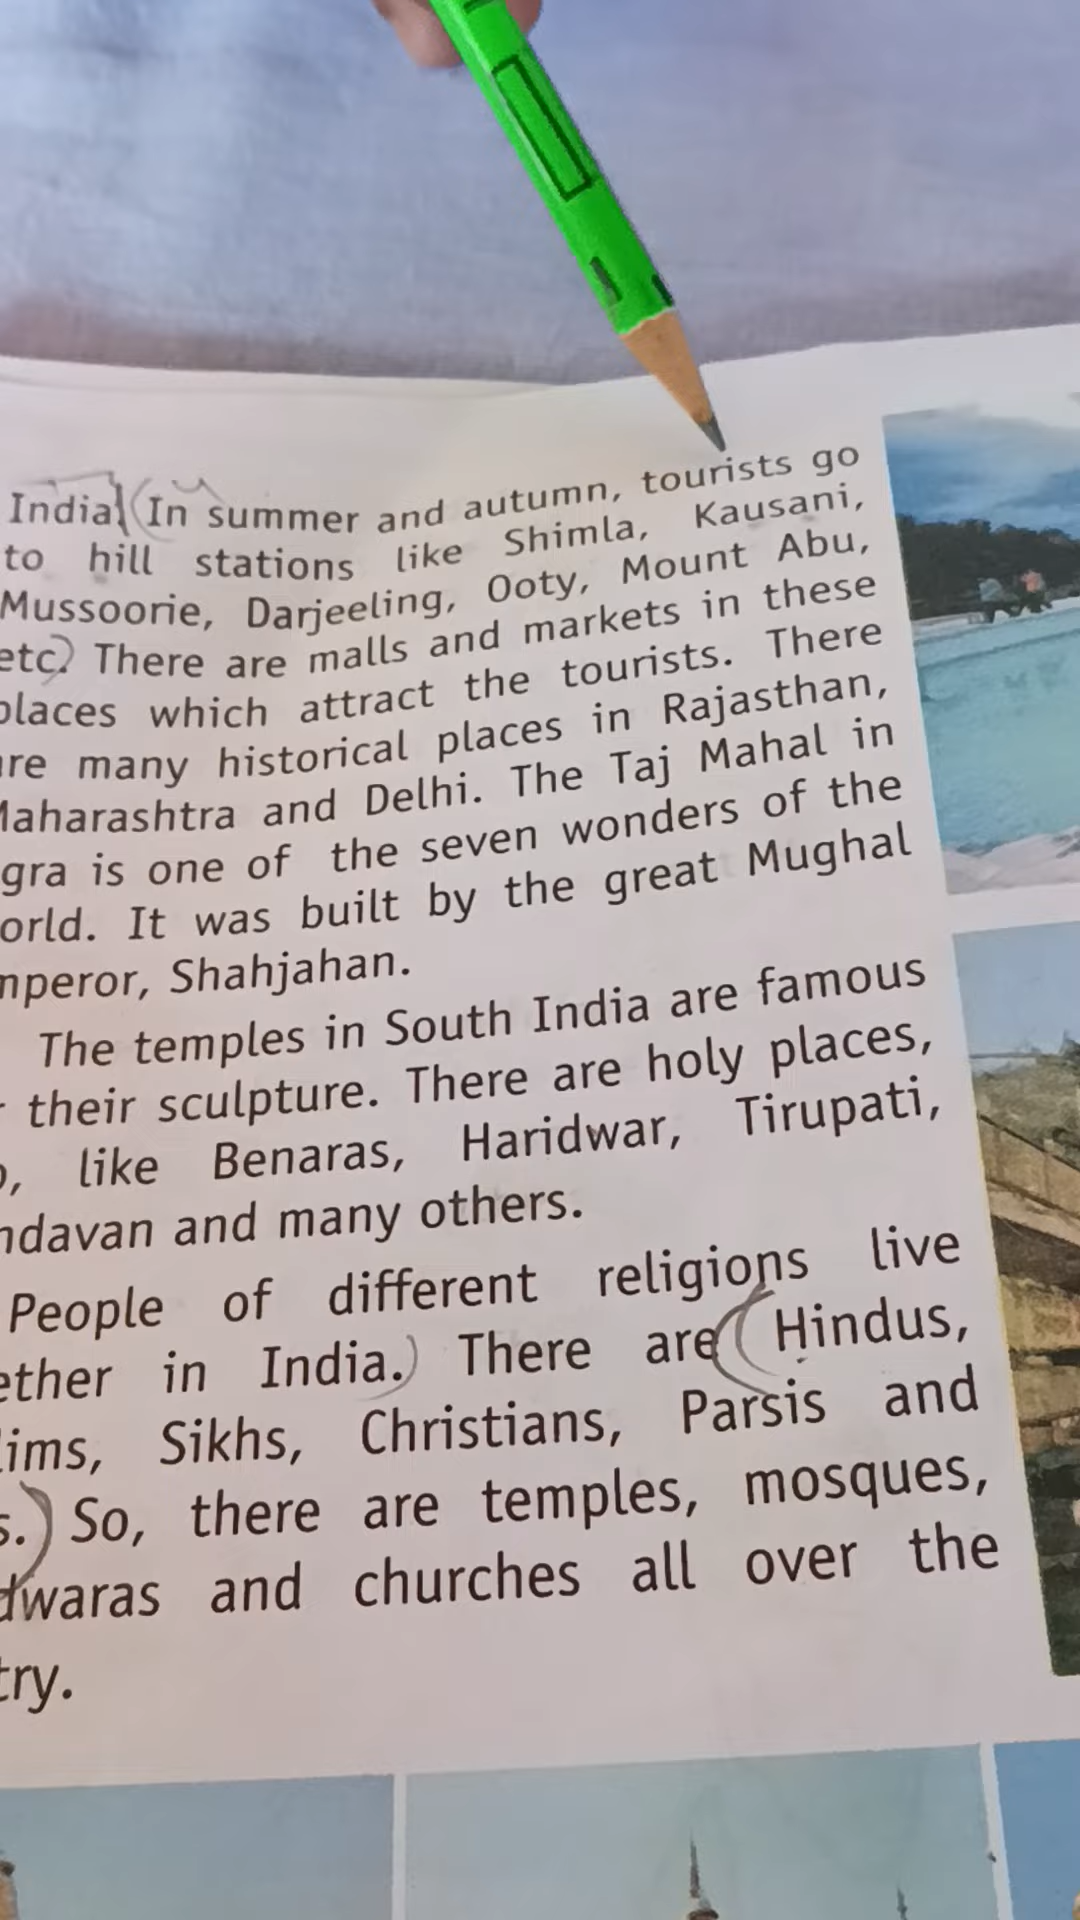 India. In summer and autumn, tourists go
to hill stations like Shimla, Kausani,
Mussoorie, Darjeeling, Ooty, Mount Abu,
etc. There are malls and markets in these
places which attract the tourists. There
are many historical places in Rajasthan,
Maharashtra and Delhi. The Taj Mahal in
gra is one of the seven wonders of the
orld. It was built by the great Mughal
mperor, Shahjahan.
The temples in South India are famous
their sculpture. There are holy places,
like Benaras, Haridwar, Tirupati,
ndavan and many others.
People of different religions live
ether in India. There are Hindus,
lims, Sikhs, Christians, Parsis and
s. So, there are temples, mosques,
dwaras and churches all over the
try.